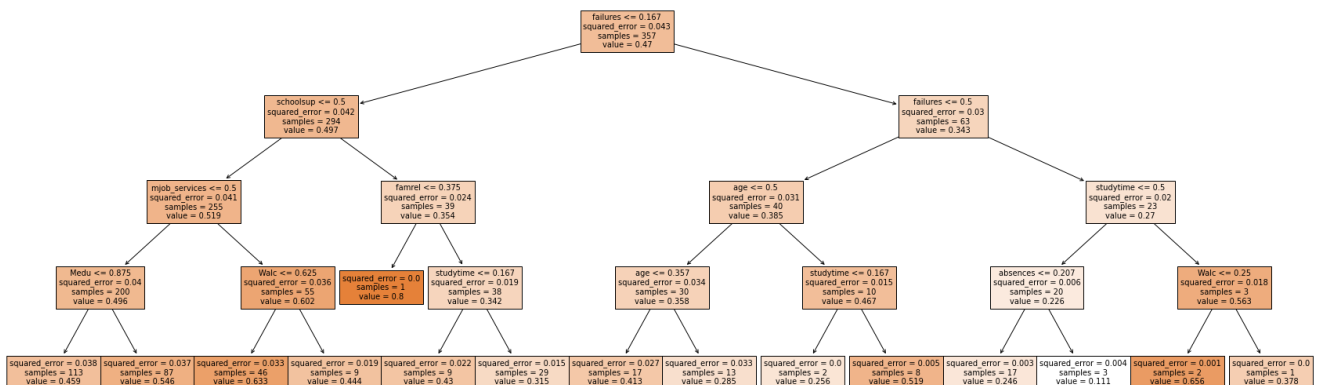 failures <= 0.167
squared_error = 0.043
samples = 357
value = 0.47
schoolsup <= 0.5
squared_error = 0.042
samples = 294
value = 0.497
failures <= 0.5
squared_error = 0.03
samples = 63
value = 0.343
mjob_services <= 0.5
squared_error = 0.041
samples = 255
value = 0.519
famrel <= 0.375
squared_error = 0.024
samples = 39
value = 0.354
age <= 0.5
squared_error = 0.031
samples = 40
value = 0.385
studytime <= 0.5
squared_error = 0.02
samples = 23
value = 0.27
Medu <= 0.875
squared_error = 0.04
samples = 200
value = 0.496
Walc <= 0.625
squared_error = 0.036
samples = 55
value = 0.602
squared_error = 0.0
samples = 1
value = 0.8
studytime <= 0.167
squared_error = 0.019
samples = 38
value = 0.342
age <= 0.357
squared_error = 0.034
samples = 30
value = 0.358
studytime <= 0.167
squared_error = 0.015
samples = 10
value = 0.467
absences <= 0.207
squared_error = 0.006
samples = 20
value = 0.226
Walc <= 0.25
squared_error = 0.018
samples = 3
value = 0.563
squared_error = 0.038
samples = 113
value = 0.459
squared_error = 0.037
samples = 87
value = 0.546
squared_error = 0.033
samples = 46
value = 0.633
squared_error = 0.019
samples = 9
value = 0.444
squared_error = 0.022
samples = 9
value = 0.43
squared_error = 0.015
samples = 29
value = 0.315
squared_error = 0.027
samples = 17
value = 0.413
squared_error = 0.033
samples = 13
value = 0.285
squared_error = 0.0
samples = 2
value = 0.256
squared_error = 0.005
samples = 8
value = 0.519
squared_error = 0.003
samples = 17
value = 0.246
squared_error = 0.004
samples = 3
value = 0.111
squared_error = 0.001
samples = 2
value = 0.656
squared_error = 0.0
samples = 1
value = 0.378